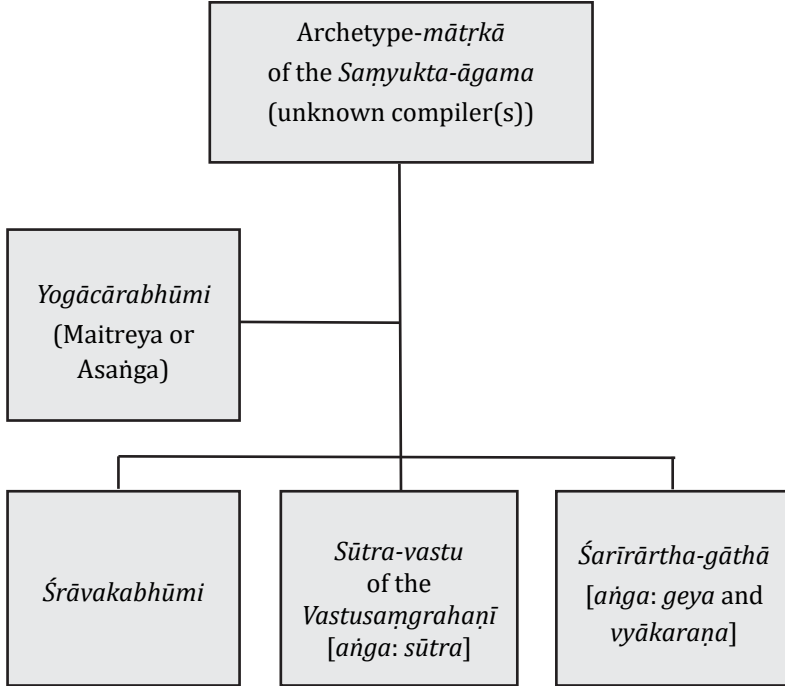 Archetype-mātṛkā
of the Saṃyukta-āgama
(unknown compiler(s))
Yogācārabhūmi
(Maitreya or
Asaṅga)
Śrāvakabhūmi
Sūtra-vastu
of the
Vastusaṃgrahaṇī
[aṅga: sūtra]
Śarīrārtha-gāthā
[aṅga: geya and
vyākaraṇa]